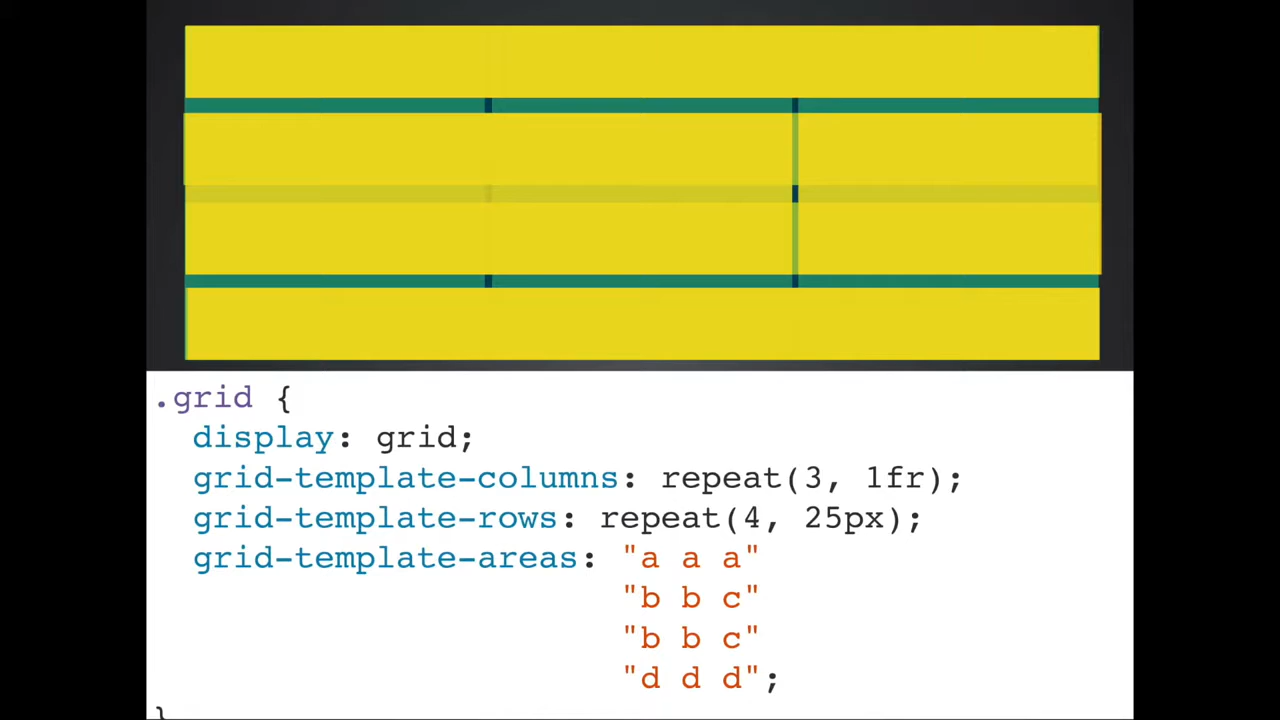 .grid {
display: grid;
grid-template-columns: repeat(3, 1fr);
grid-template-rows: repeat(4, 25px);
grid-template-areas: "a a a"
"b b c"
"b b c"
"d d d";
}